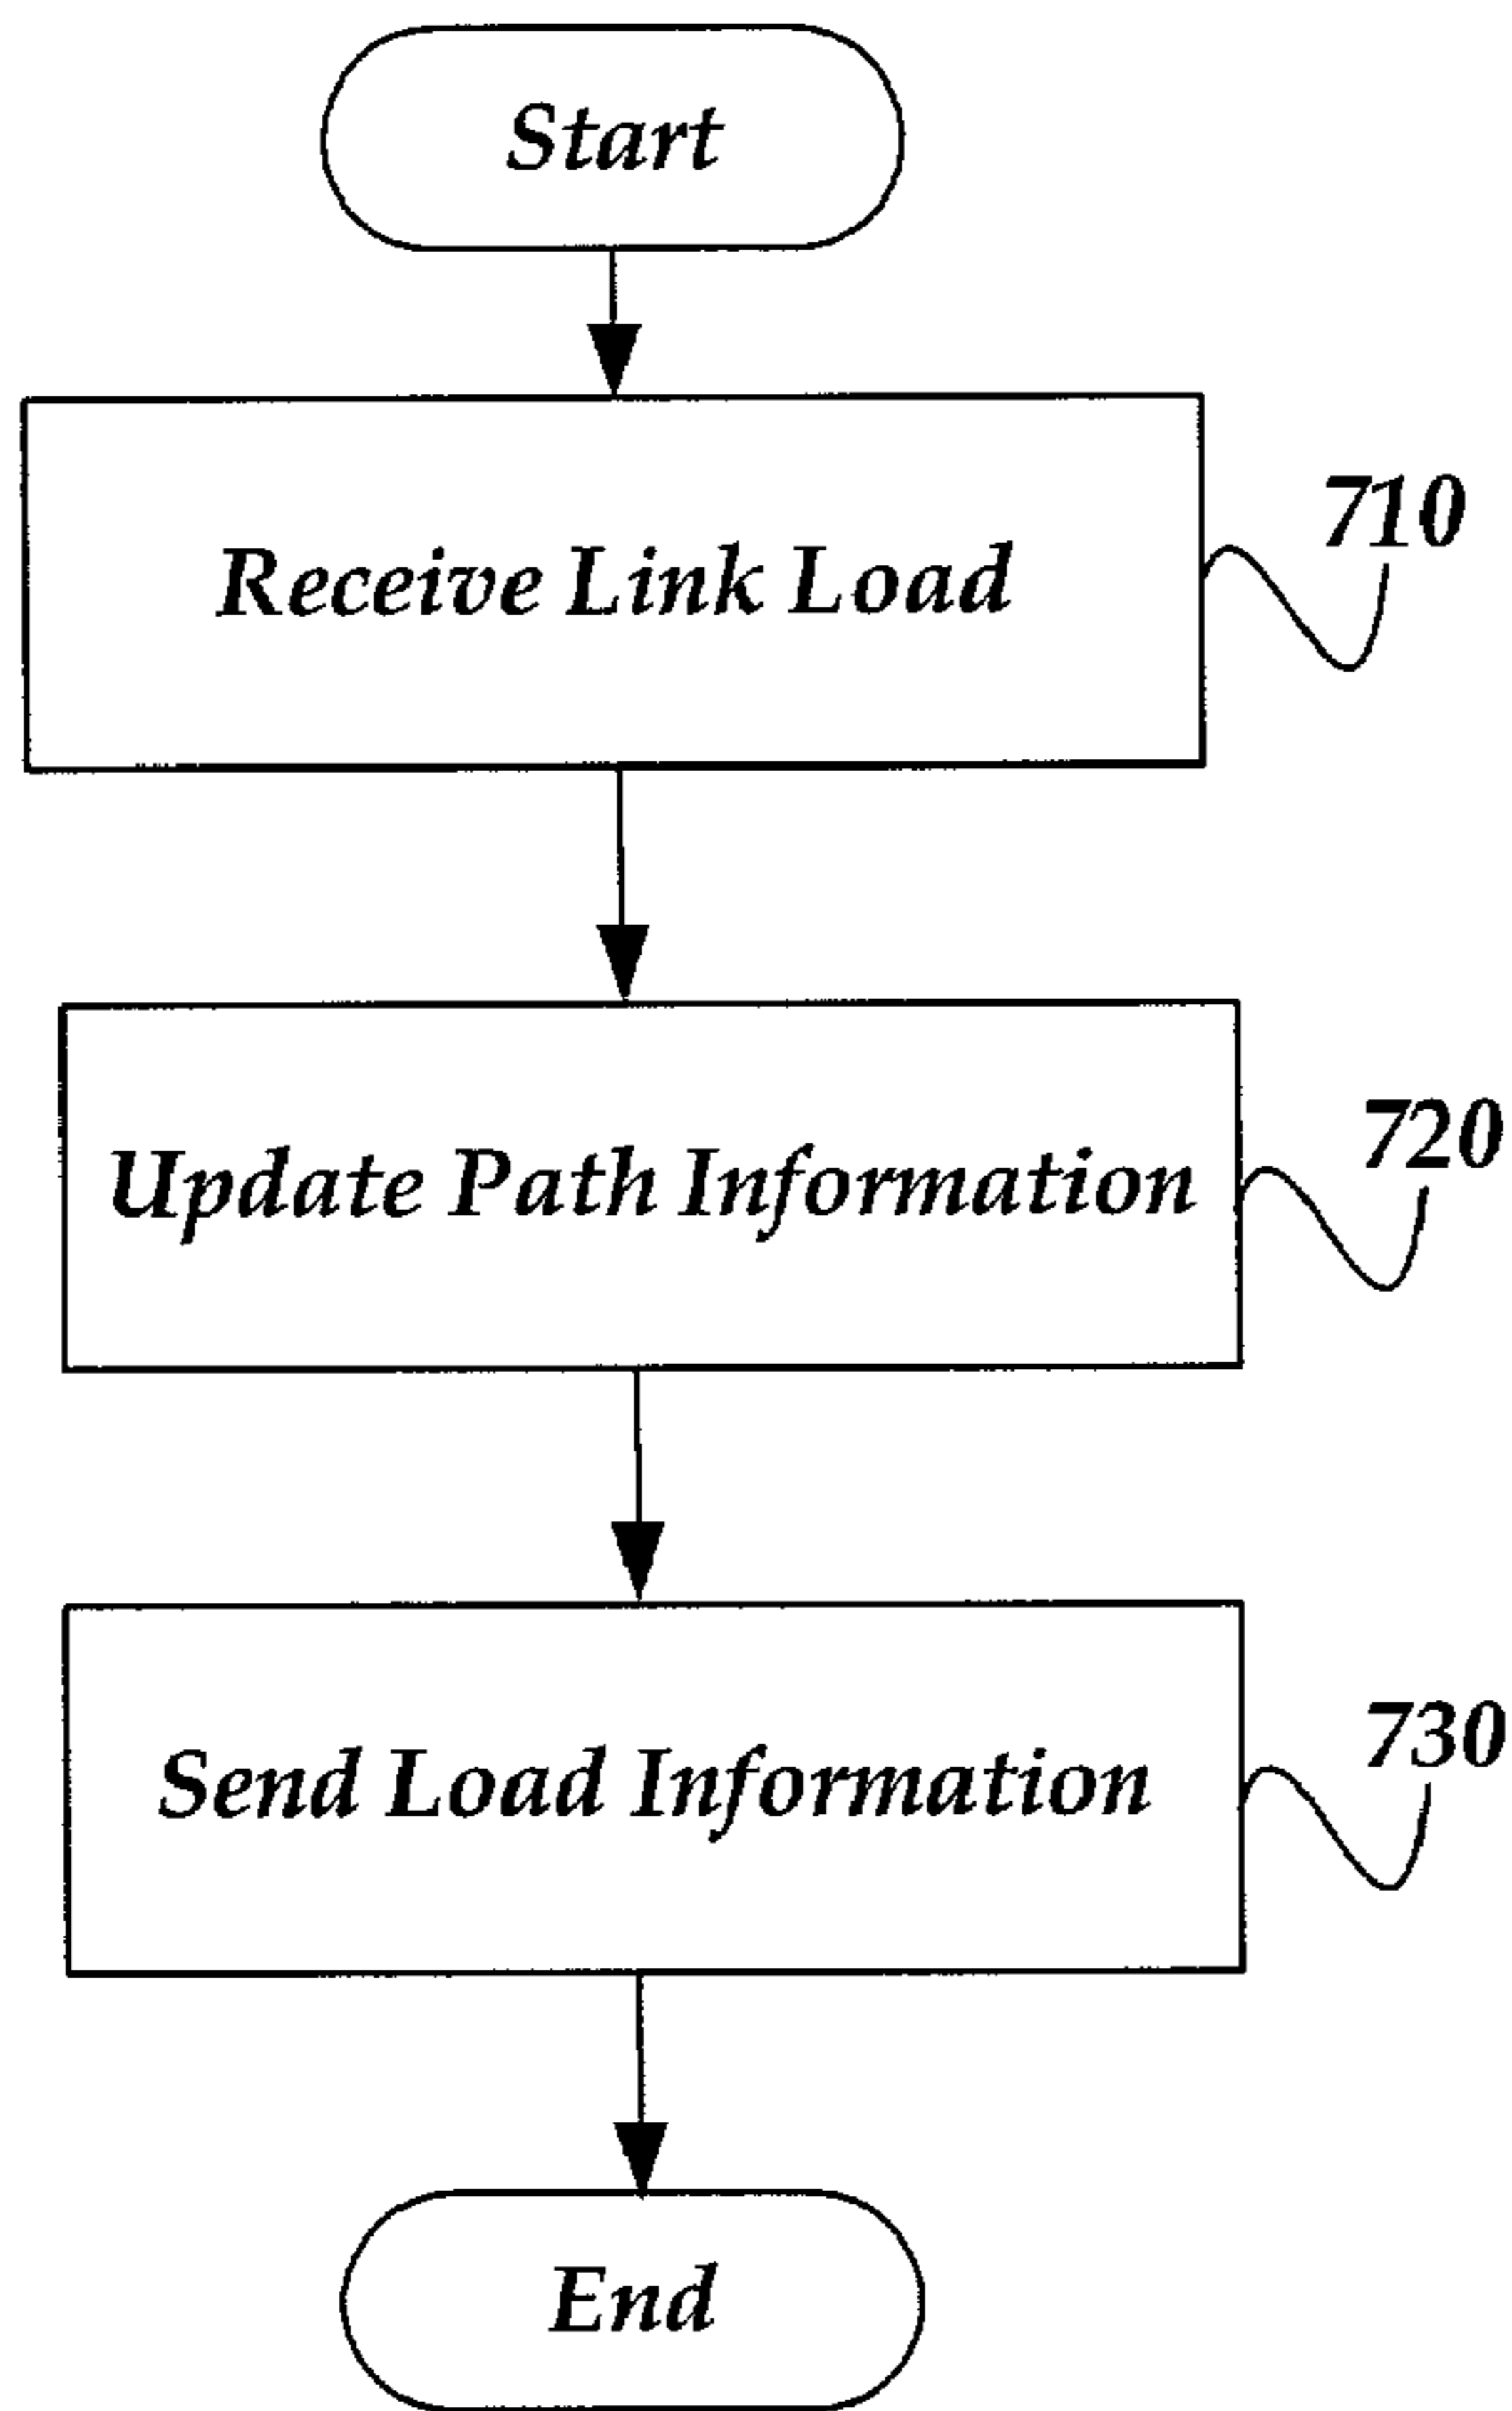 Start
Receive Link Load
710
Update Path Information
720
Send Load Information
730
End